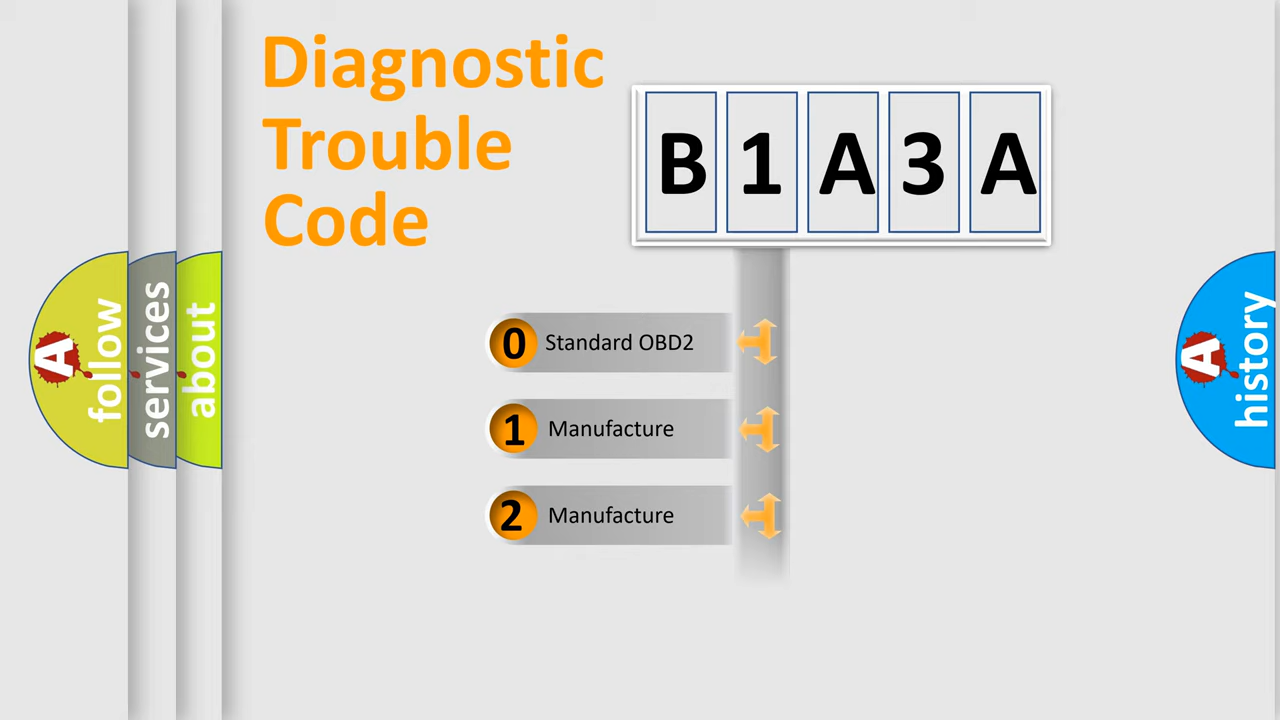 Diagnostic
Trouble
Code
B 1 A 3 A
0 Standard OBD2
1 Manufacture
2 Manufacture
A follow
services
about
A history